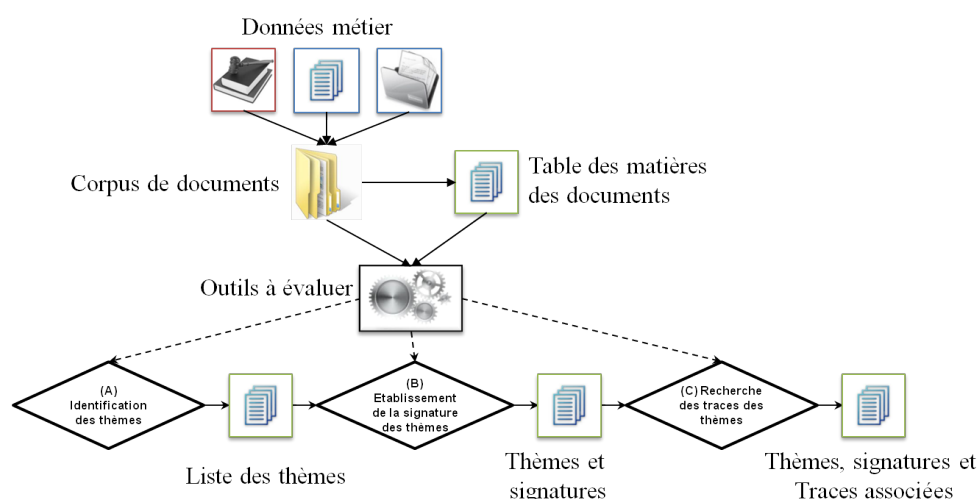 Données métier
Corpus de documents
Table des matières
des documents
Outils à évaluer
(A)
Identification
des thèmes
(B)
Etablissement
de la signature
des thèmes
(C) Recherche
des traces des
thèmes
Liste des thèmes
Thèmes et
signatures
Thèmes, signatures et
Traces associées